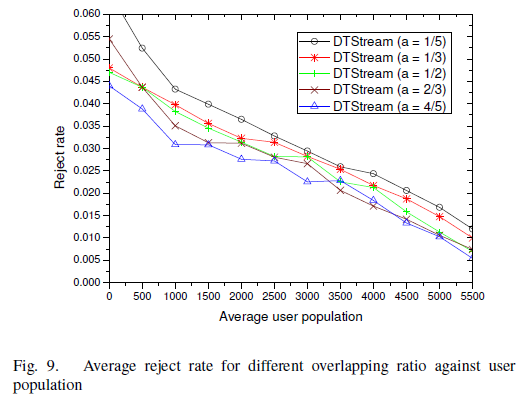 0.060
0.055
0.050
0.045
0.040
0.035
0.030
0.025
0.020
0.015
0.010
0.005
0.000
Reject rate
DTStream (a = 1/5)
DTStream (a = 1/3)
DTStream (a = 1/2)
DTStream (a = 2/3)
DTStream (a = 4/5)
0 500 1000 1500 2000 2500 3000 3500 4000 4500 5000 5500
Average user population
Fig. 9. Average reject rate for different overlapping ratio against user
population